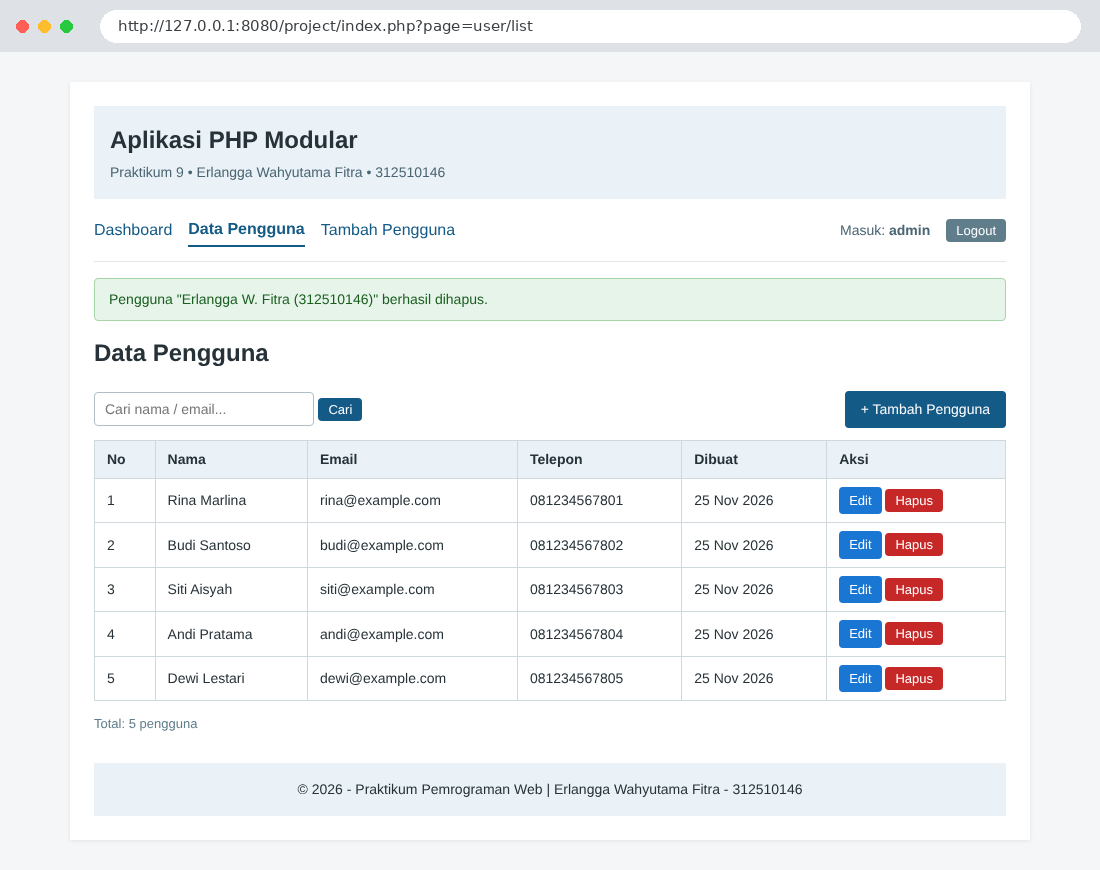 http://127.0.0.1:8080/project/index.php?page=user/list
Aplikasi PHP Modular
Praktikum 9 • Erlangga Wahyutama Fitra • 312510146
Dashboard Data Pengguna Tambah Pengguna Masuk: admin Logout
Pengguna "Erlangga W. Fitra (312510146)" berhasil dihapus.
Data Pengguna
Cari nama / email... Cari + Tambah Pengguna
No Nama Email Telepon Dibuat Aksi
1 Rina Marlina rina@example.com 081234567801 25 Nov 2026 Edit Hapus
2 Budi Santoso budi@example.com 081234567802 25 Nov 2026 Edit Hapus
3 Siti Aisyah siti@example.com 081234567803 25 Nov 2026 Edit Hapus
4 Andi Pratama andi@example.com 081234567804 25 Nov 2026 Edit Hapus
5 Dewi Lestari dewi@example.com 081234567805 25 Nov 2026 Edit Hapus
Total: 5 pengguna
© 2026 - Praktikum Pemrograman Web | Erlangga Wahyutama Fitra - 312510146